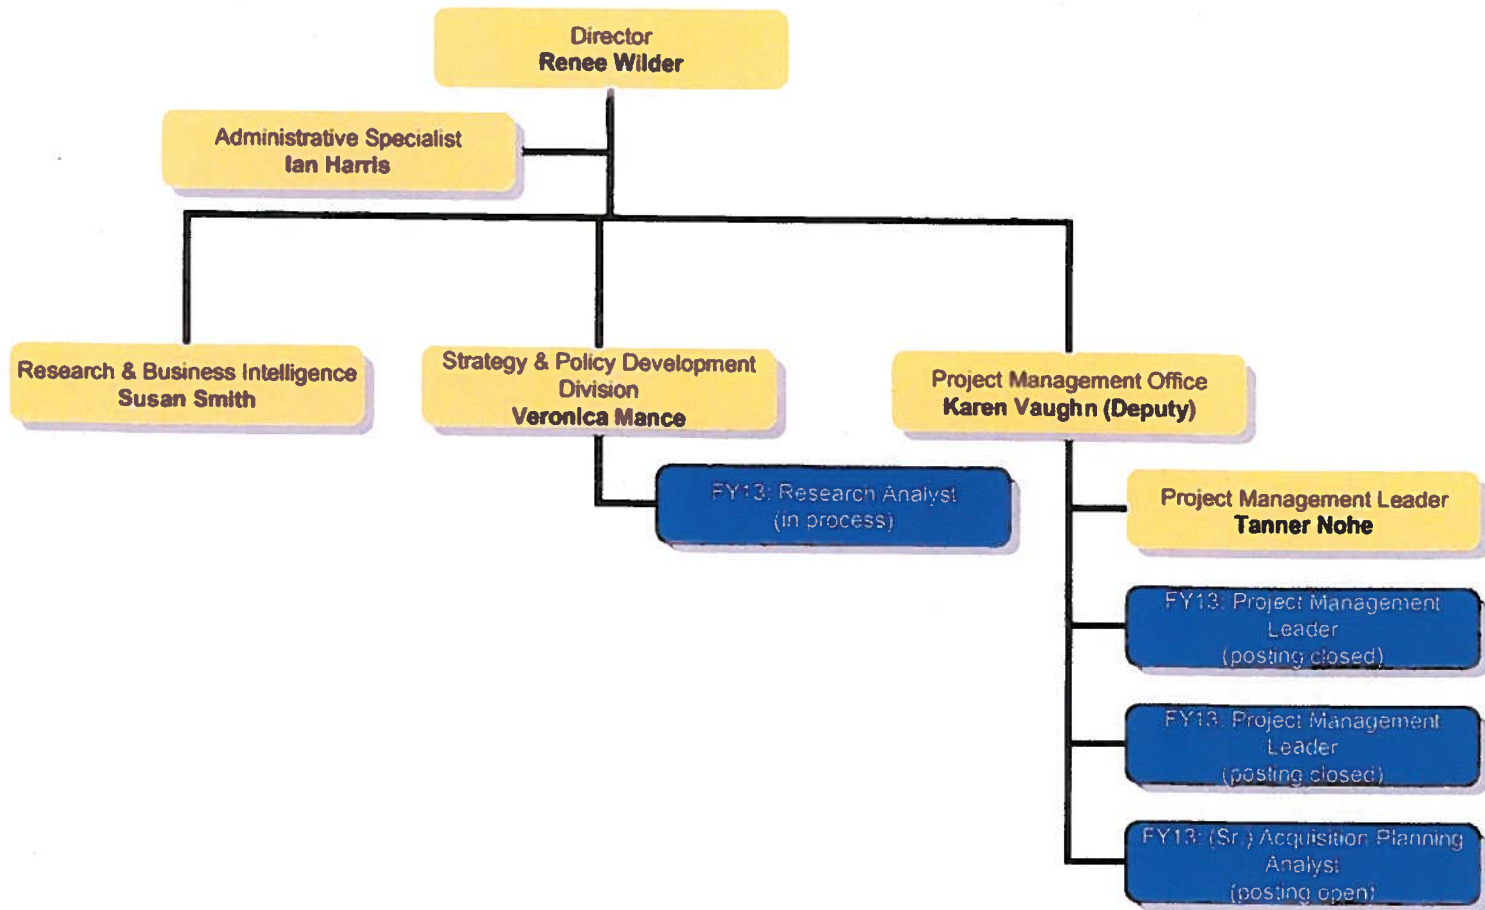 Director
Renee Wilder
Administrative Specialist
Ian Harris
Research & Business Intelligence
Susan Smith
Strategy & Policy Development
Division
Veronica Mance
Project Management Office
Karen Vaughn (Deputy)
FY13: Research Analyst
(in process)
Project Management Leader
Tanner Nohe
FY13: Project Management
Leader
(posting closed)
FY13: Project Management
Leader
(posting closed)
FY13: (Sr.) Acquisition Planning
Analyst
(posting open)